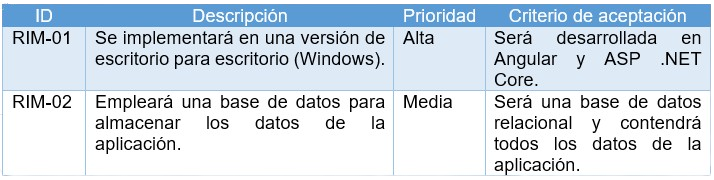 ID Descripción Prioridad Criterio de aceptación
RIM-01 Se implementará en una versión de Alta Será desarrollada en
escritorio para escritorio (Windows). Angular y ASP .NET
Core.
RIM-02 Empleará una base de datos para Media Será una base de datos
almacenar los datos de la relacional y contendrá
aplicación. todos los datos de la
aplicación.